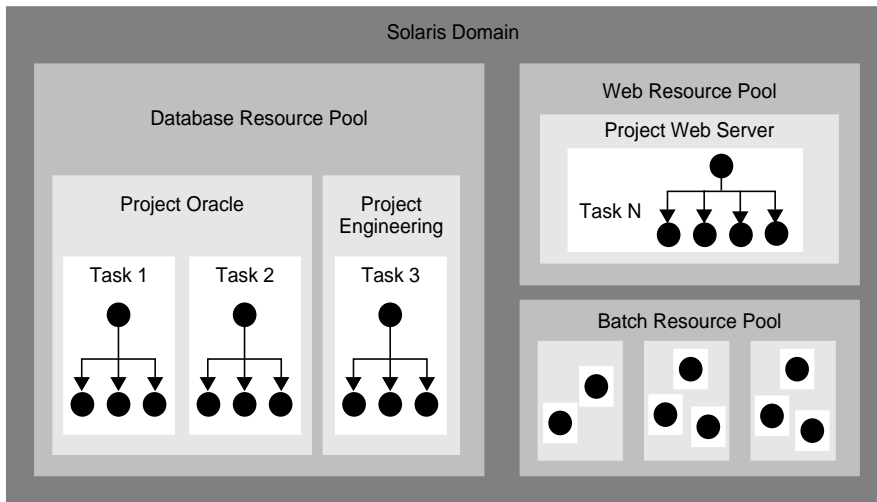 Solaris Domain
Database Resource Pool
Project Oracle
Task 1
Task 2
Project
Engineering
Task 3
Web Resource Pool
Project Web Server
Task N
Batch Resource Pool